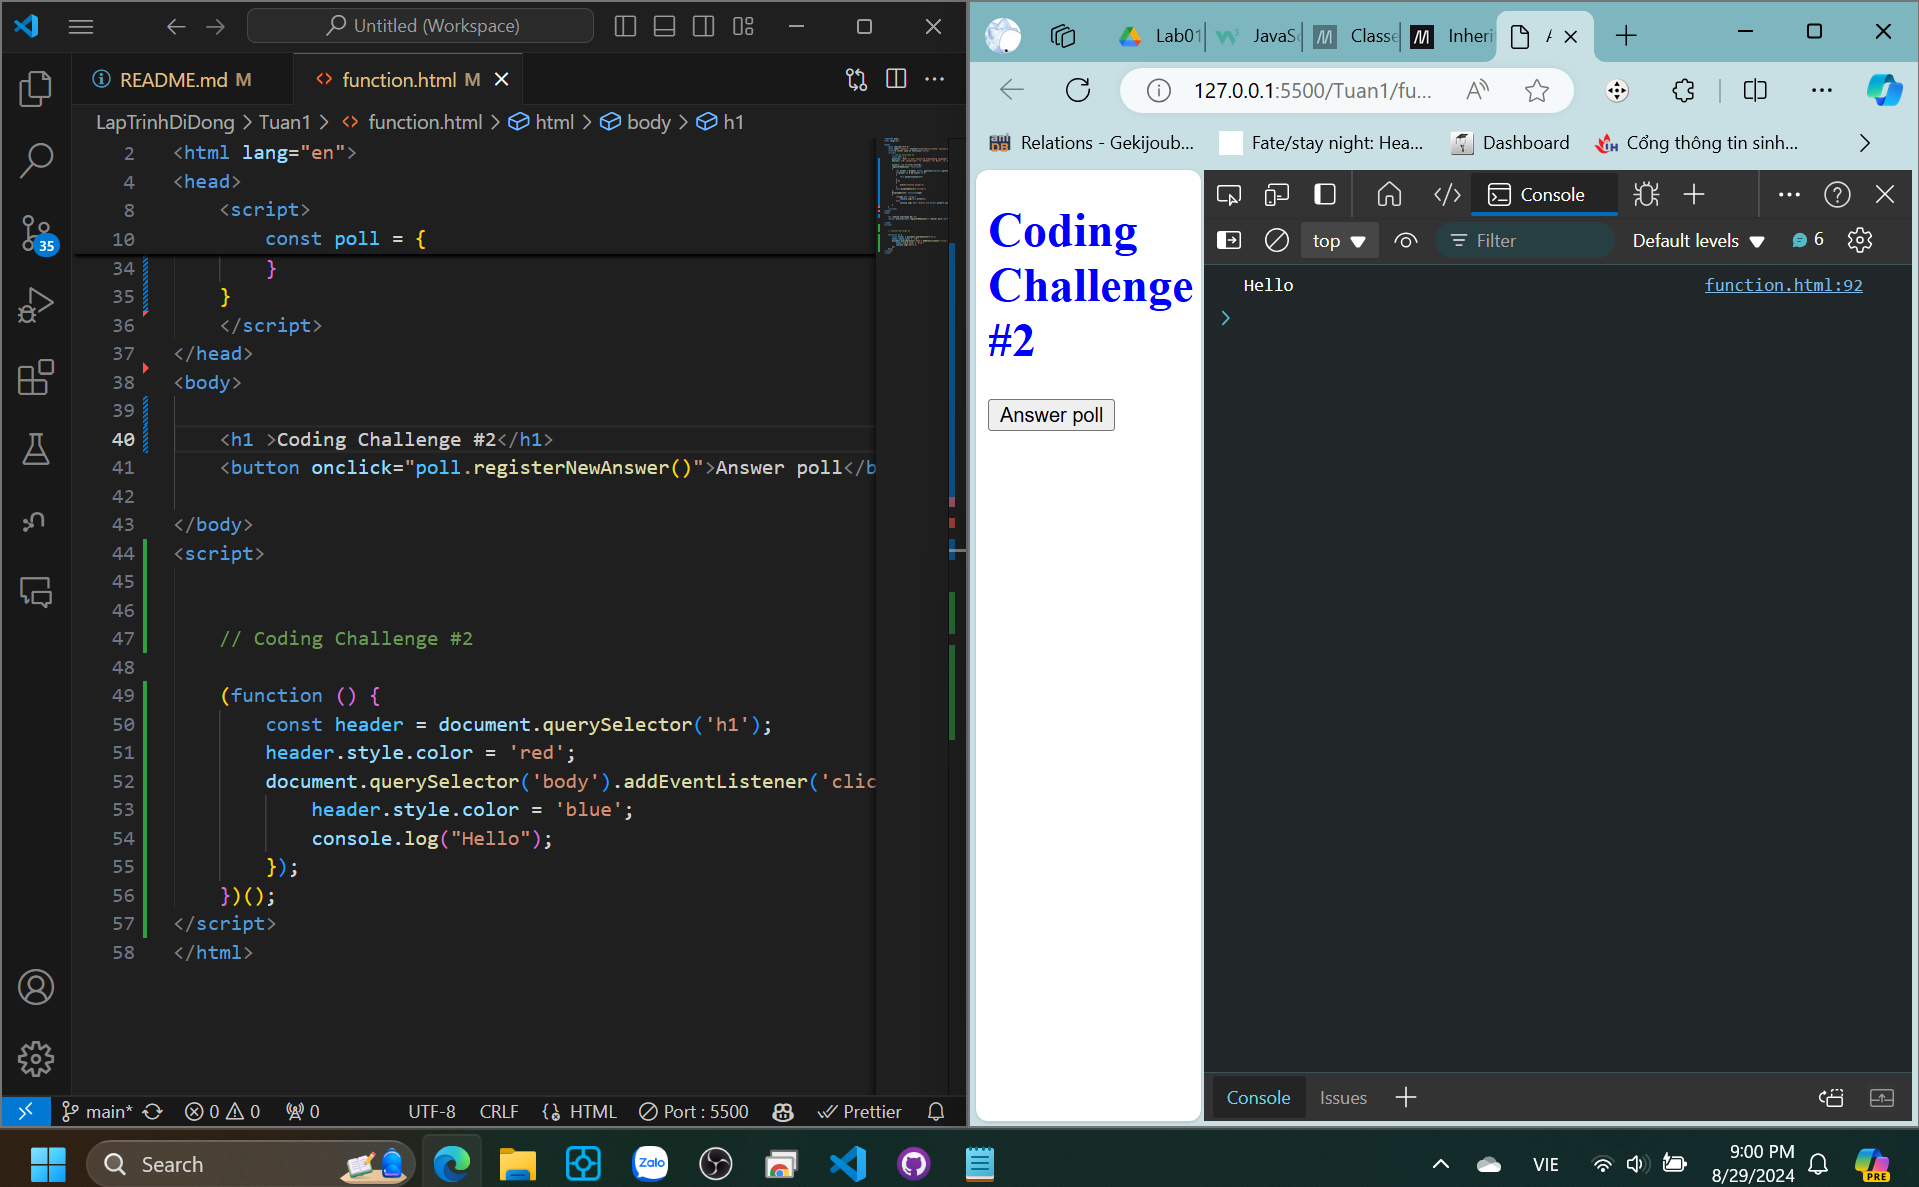 Untitled (Workspace)
README.md M
function.html M
LapTrinhDiDong > Tuan1 > function.html > html > body > h1
2 <html lang="en">
4 <head>
8 <script>
10 const poll = {
34 }
35 }
36 </script>
37 </head>
38 <body>
39
40 <h1 >Coding Challenge #2</h1>
41 <button onclick="poll.registerNewAnswer()">Answer poll</b
42
43 </body>
44 <script>
45
46
47 // Coding Challenge #2
48
49 (function () {
50 const header = document.querySelector('h1');
51 header.style.color = 'red';
52 document.querySelector('body').addEventListener('clic
53 header.style.color = 'blue';
54 console.log("Hello");
55 });
56 })();
57 </script>
58 </html>
35
main* 0 0 0 UTF-8 CRLF HTML Port : 5500 Prettier
Lab01 JavaSc Classe Inheri
127.0.0.1:5500/Tuan1/fu...
Relations - Gekijoub... Fate/stay night: Hea... Dashboard Cổng thông tin sinh...
Coding
Challenge
#2
Answer poll
Console
top Filter Default levels 6
Hello function.html:92
Console Issues
Search
Zalo
VIE
9:00 PM
8/29/2024
PRE